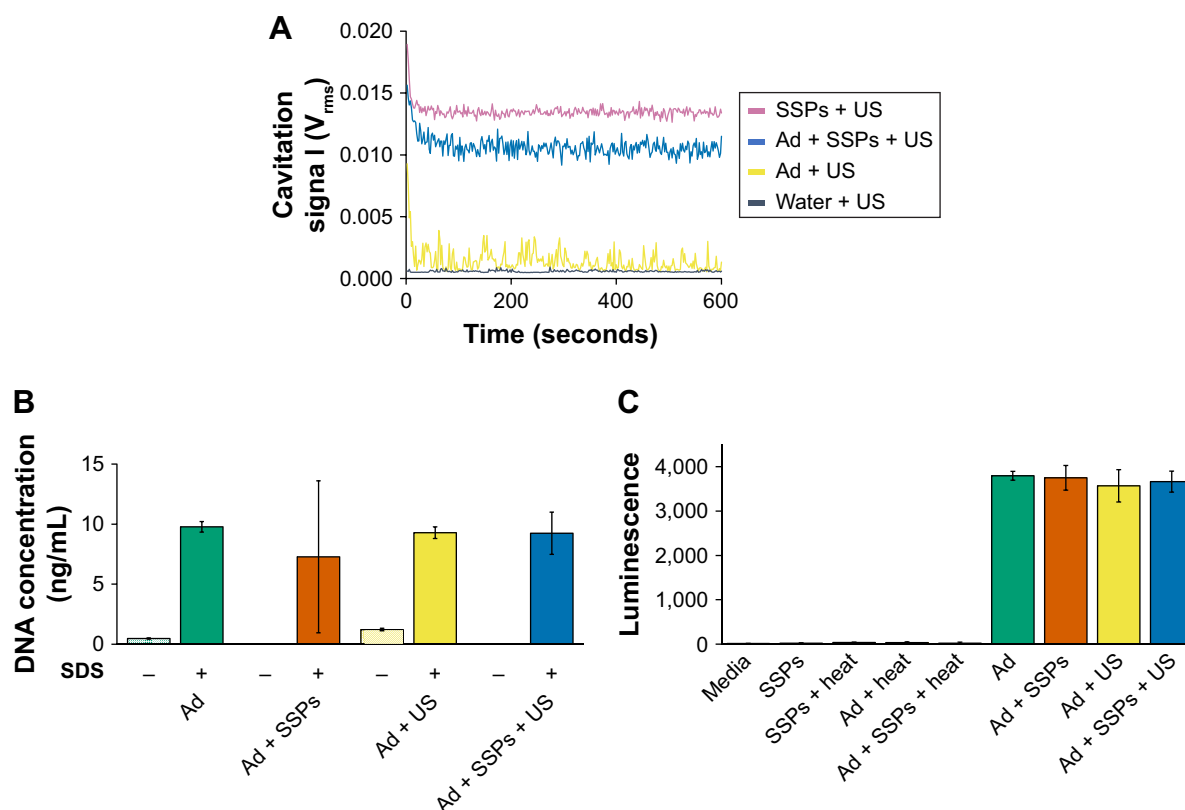 A
0.020
0.015
0.010
0.005
0.000
Cavitation
signa l (Vrms)
0
200
400
600
Time (seconds)
SSPs + US
Ad + SSPs + US
Ad + US
Water + US
B
DNA concentration
(ng/mL)
15
10
5
0
SDS – + – + – + – +
Ad
Ad + SSPs
Ad + US
Ad + SSPs + US
C
Luminescence
4,000
3,000
2,000
1,000
0
Media
SSPs
SSPs + heat
Ad + heat
Ad + SSPs + heat
Ad
Ad + SSPs
Ad + US
Ad + SSPs + US